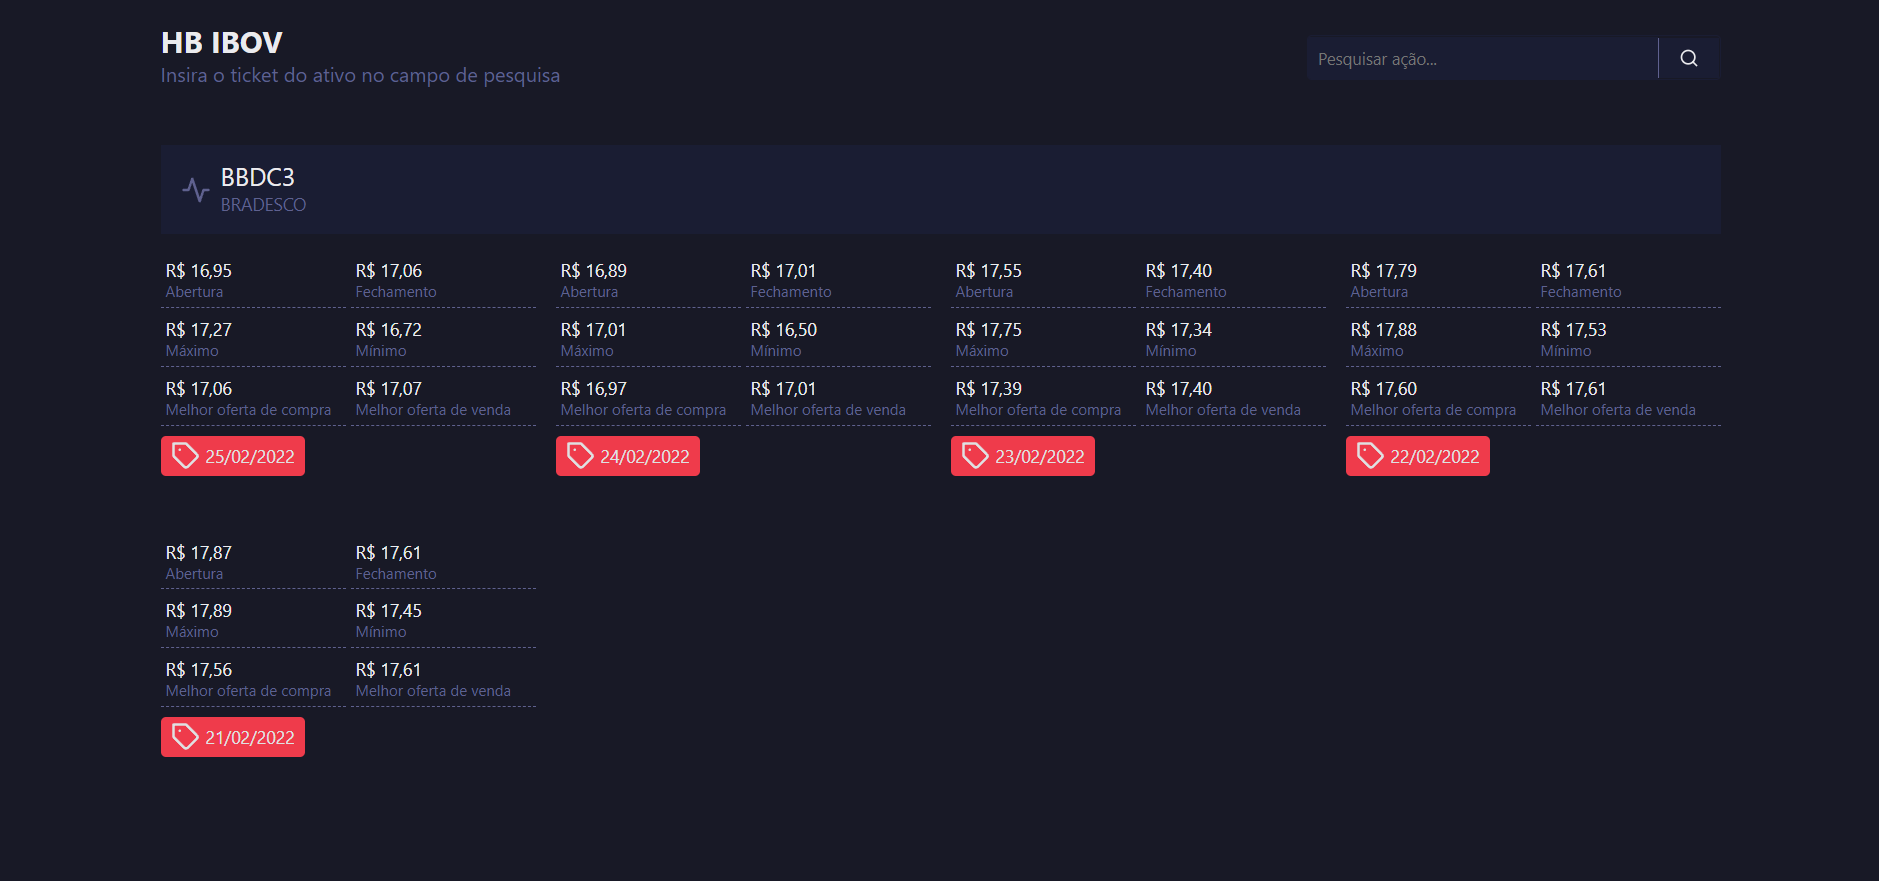 HB IBOV
Insira o ticket do ativo no campo de pesquisa
Pesquisar ação...
BBDC3
BRADESCO
R$ 16,95
Abertura
R$ 17,06
Fechamento
R$ 17,27
Máximo
R$ 16,72
Mínimo
R$ 17,06
Melhor oferta de compra
R$ 17,07
Melhor oferta de venda
25/02/2022
R$ 16,89
Abertura
R$ 17,01
Fechamento
R$ 17,01
Máximo
R$ 16,50
Mínimo
R$ 16,97
Melhor oferta de compra
R$ 17,01
Melhor oferta de venda
24/02/2022
R$ 17,55
Abertura
R$ 17,40
Fechamento
R$ 17,75
Máximo
R$ 17,34
Mínimo
R$ 17,39
Melhor oferta de compra
R$ 17,40
Melhor oferta de venda
23/02/2022
R$ 17,79
Abertura
R$ 17,61
Fechamento
R$ 17,88
Máximo
R$ 17,53
Mínimo
R$ 17,60
Melhor oferta de compra
R$ 17,61
Melhor oferta de venda
22/02/2022
R$ 17,87
Abertura
R$ 17,61
Fechamento
R$ 17,89
Máximo
R$ 17,45
Mínimo
R$ 17,56
Melhor oferta de compra
R$ 17,61
Melhor oferta de venda
21/02/2022